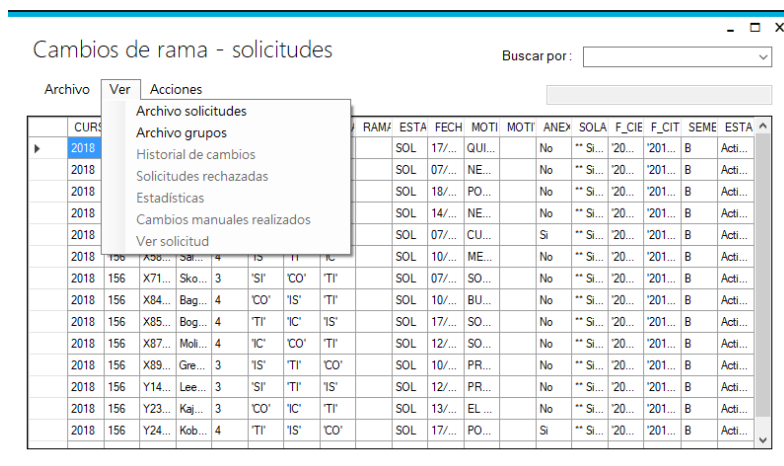 Cambios de rama - solicitudes
Buscar por :
Archivo Ver Acciones
Archivo solicitudes
Archivo grupos
Historial de cambios
Solicitudes rechazadas
Estadísticas
Cambios manuales realizados
Ver solicitud
CURS RAMA ESTA FECH MOTI MOTI ANEX SOLA F_CIE F_CIT SEME ESTA
2018 SOL 17/... QUI... No ** Si... '20... '201... B Acti...
2018 SOL 07/... NE... No ** Si... '20... '201... B Acti...
2018 SOL 18/... PO... No ** Si... '20... '201... B Acti...
2018 SOL 14/... NE... No ** Si... '20... '201... B Acti...
2018 SOL 07/... CU... Si ** Si... '20... '201... B Acti...
2018 156 X58... Sal... 4 'IS' 'TI' 'IC' SOL 10/... ME... No ** Si... '20... '201... B Acti...
2018 156 X71... Sko... 3 'SI' 'CO' 'TI' SOL 07/... SO... No ** Si... '20... '201... B Acti...
2018 156 X84... Bag... 4 'CO' 'IS' 'TI' SOL 10/... BU... No ** Si... '20... '201... B Acti...
2018 156 X85... Bog... 4 'TI' 'IC' 'IS' SOL 17/... SO... No ** Si... '20... '201... B Acti...
2018 156 X87... Moli... 4 'IC' 'CO' 'TI' SOL 12/... SO... No ** Si... '20... '201... B Acti...
2018 156 X89... Gre... 3 'IS' 'TI' 'CO' SOL 10/... PR... No ** Si... '20... '201... B Acti...
2018 156 Y14... Lee... 3 'SI' 'TI' 'IS' SOL 12/... PR... No ** Si... '20... '201... B Acti...
2018 156 Y23... Kaj... 3 'CO' 'IC' 'TI' SOL 13/... EL ... No ** Si... '20... '201... B Acti...
2018 156 Y24... Kob... 4 'TI' 'IS' 'CO' SOL 17/... PO... Si ** Si... '20... '201... B Acti...